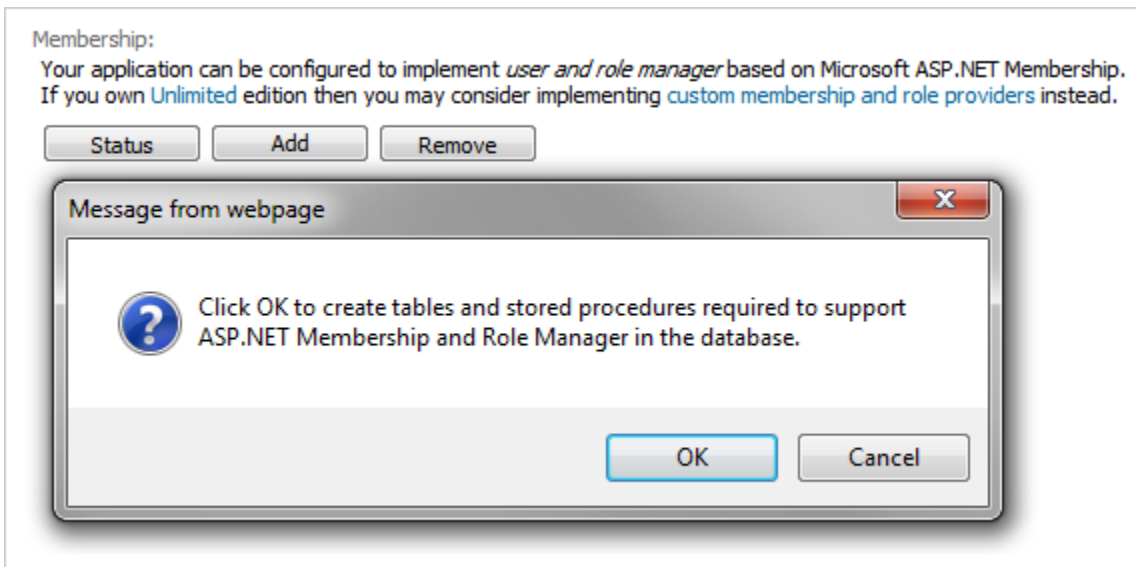 Membership:
Your application can be configured to implement user and role manager based on Microsoft ASP.NET Membership.
If you own Unlimited edition then you may consider implementing custom membership and role providers instead.
Status Add Remove
Message from webpage
Click OK to create tables and stored procedures required to support
ASP.NET Membership and Role Manager in the database.
OK Cancel